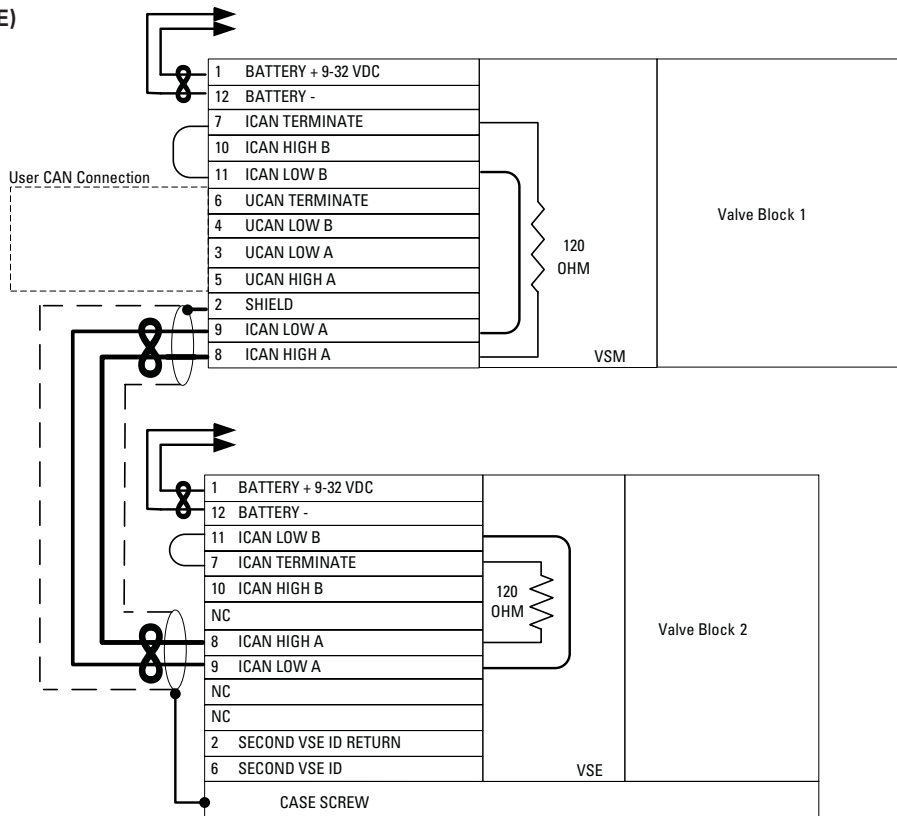 E)
1 BATTERY + 9-32 VDC
12 BATTERY -
7 ICAN TERMINATE
10 ICAN HIGH B
11 ICAN LOW B
User CAN Connection
6 UCAN TERMINATE
4 UCAN LOW B
3 UCAN LOW A
5 UCAN HIGH A
2 SHIELD
9 ICAN LOW A
8 ICAN HIGH A
120
OHM
VSM
Valve Block 1
1 BATTERY + 9-32 VDC
12 BATTERY -
11 ICAN LOW B
7 ICAN TERMINATE
10 ICAN HIGH B
NC
8 ICAN HIGH A
9 ICAN LOW A
NC
NC
2 SECOND VSE ID RETURN
6 SECOND VSE ID
CASE SCREW
120
OHM
VSE
Valve Block 2